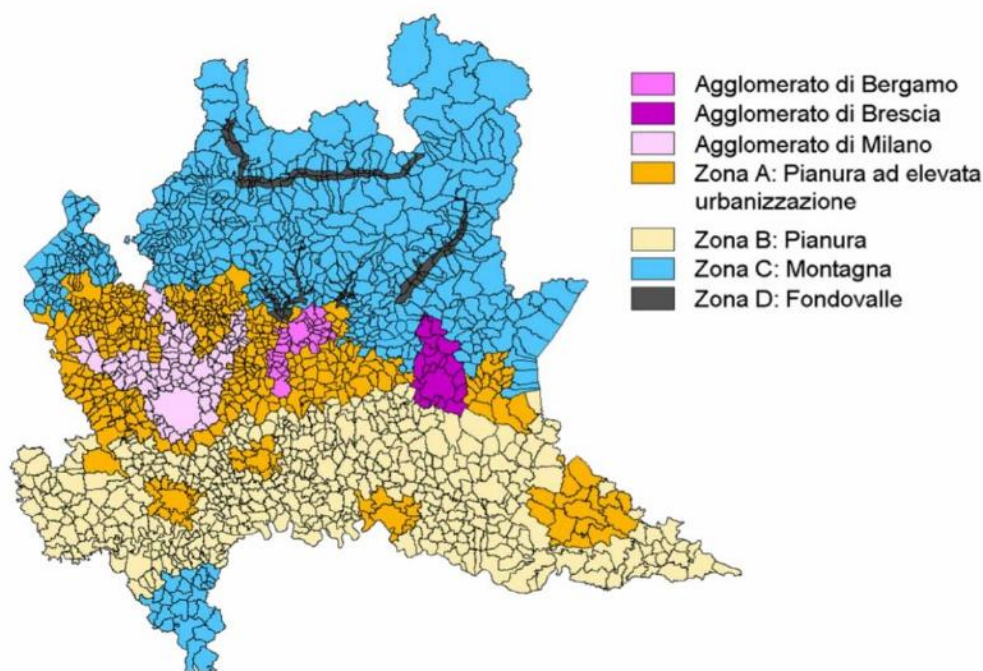 Agglomerato di Bergamo
Agglomerato di Brescia
Agglomerato di Milano
Zona A: Pianura ad elevata
urbanizzazione
Zona B: Pianura
Zona C: Montagna
Zona D: Fondovalle